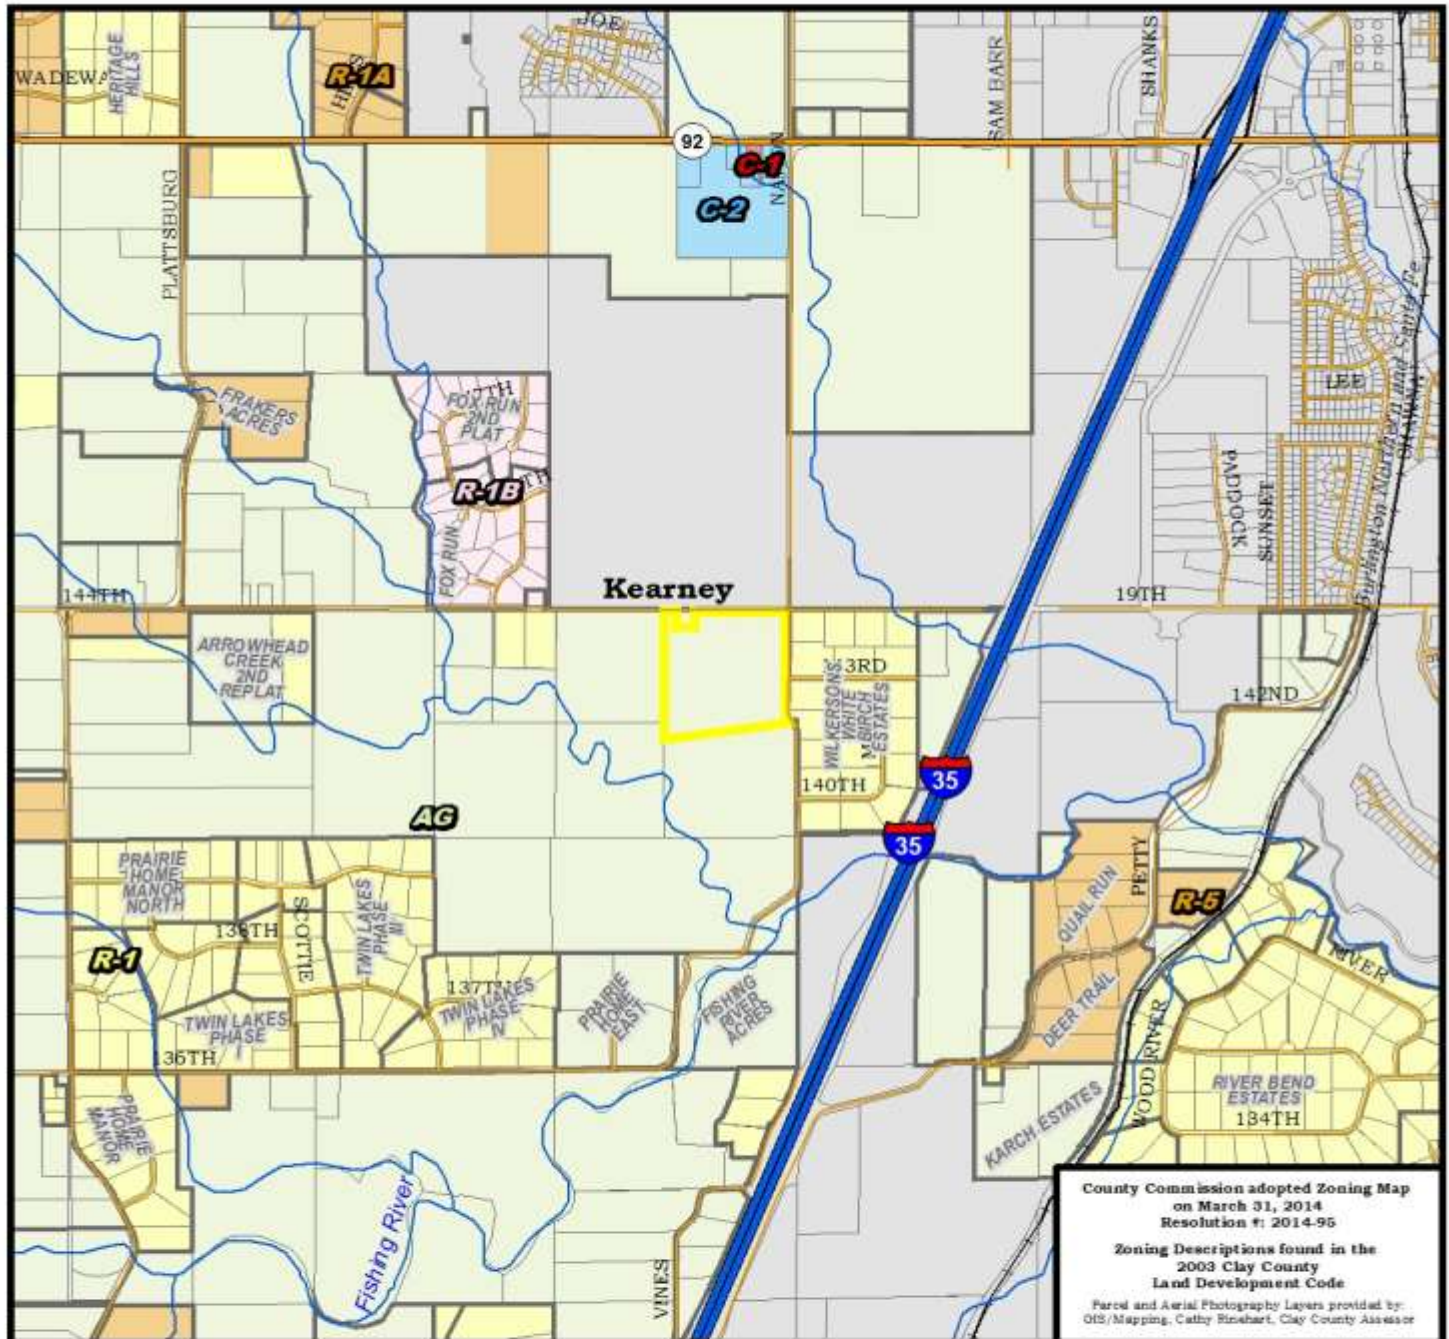 JOE
WADEWA
HERITAGE
HILLS
R-1A
HILLS
SAM BARR
SHANKS
92
C-1
C-2
PLATTSBURG
FRAKERS
ACRES
7TH
FOX RUN
2ND
PLAT
R-1B
TH
FOX RUN
LEE
PADDOCK
SUNSET
Burlington Northern and Santa Fe
Kearney
144TH
19TH
ARROWHEAD
CREEK
2ND
REPLAT
3RD
WILKERSONS
WHITE
BIRCH
ESTATES
142ND
140TH
35
35
AG
PRAIRIE
HOME
MANOR
NORTH
138TH
SCOTTIE
TWIN LAKES
PHASE
III
QUAIL RUN
PETTY
R-5
R-1
137TH
TWIN LAKES
PHASE
IV
PRAIRIE
HOME
EAST
FISHING
RIVER
ACRES
DEER TRAIL
RIVER
TWIN LAKES
PHASE
I
136TH
WOOD RIVER
RIVER BEND
ESTATES
134TH
PRAIRIE
HOME
MANOR
KARCH ESTATES
Fishing River
VINES
County Commission adopted Zoning Map
on March 31, 2014
Resolution #: 2014-95
Zoning Descriptions found in the
2003 Clay County
Land Development Code
Parcel and Aerial Photography Layers provided by:
GIS/Mapping, Cathy Rinehart, Clay County Assessor